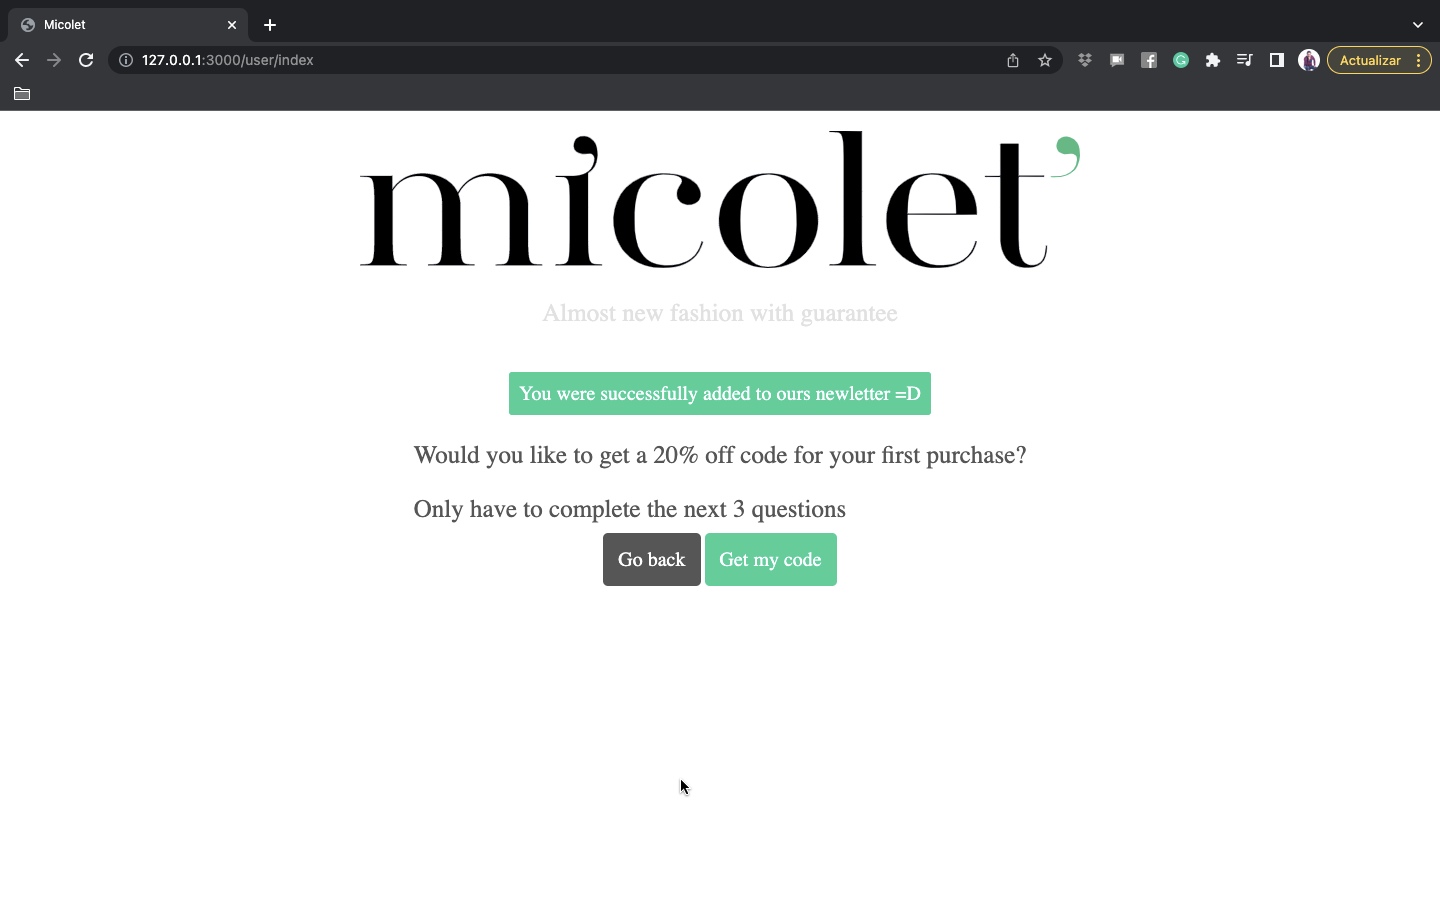 Micolet
127.0.0.1:3000/user/index
Actualizar
micolet’
Almost new fashion with guarantee
You were successfully added to ours newletter =D
Would you like to get a 20% off code for your first purchase?
Only have to complete the next 3 questions
Go back Get my code